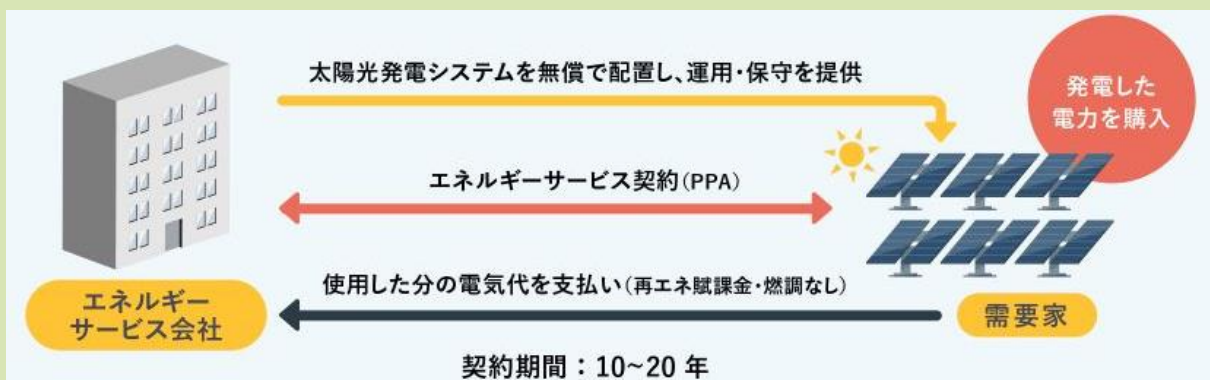 太陽光発電システムを無償で配置し、運用・保守を提供
発電した
電力を購入
エネルギーサービス契約(PPA)
使用した分の電気代を支払い(再エネ賦課金・燃調なし)
エネルギー
サービス会社
需要家
契約期間：10~20 年